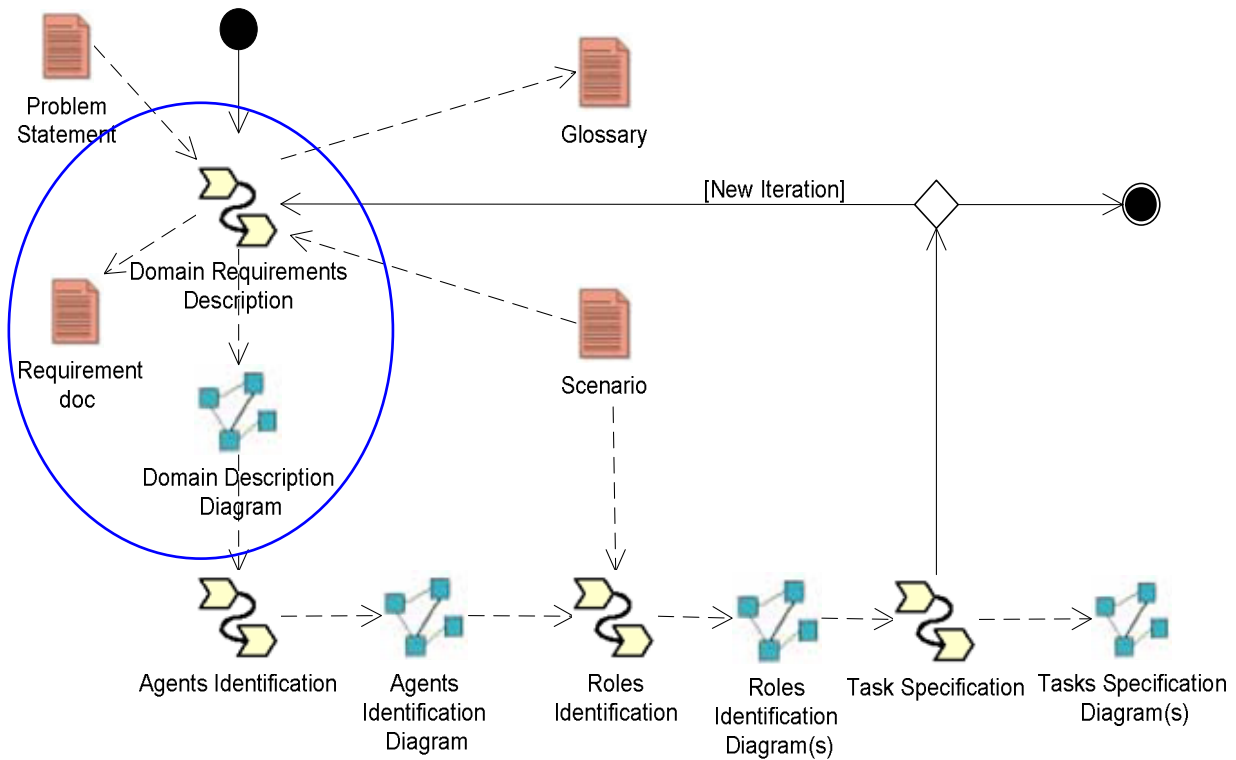 Problem
Statement
Glossary
[New Iteration]
Domain Requirements
Description
Requirement
doc
Scenario
Domain Description
Diagram
Agents Identification
Agents
Identification
Diagram
Roles
Identification
Roles
Identification
Diagram(s)
Task Specification
Tasks Specification
Diagram(s)